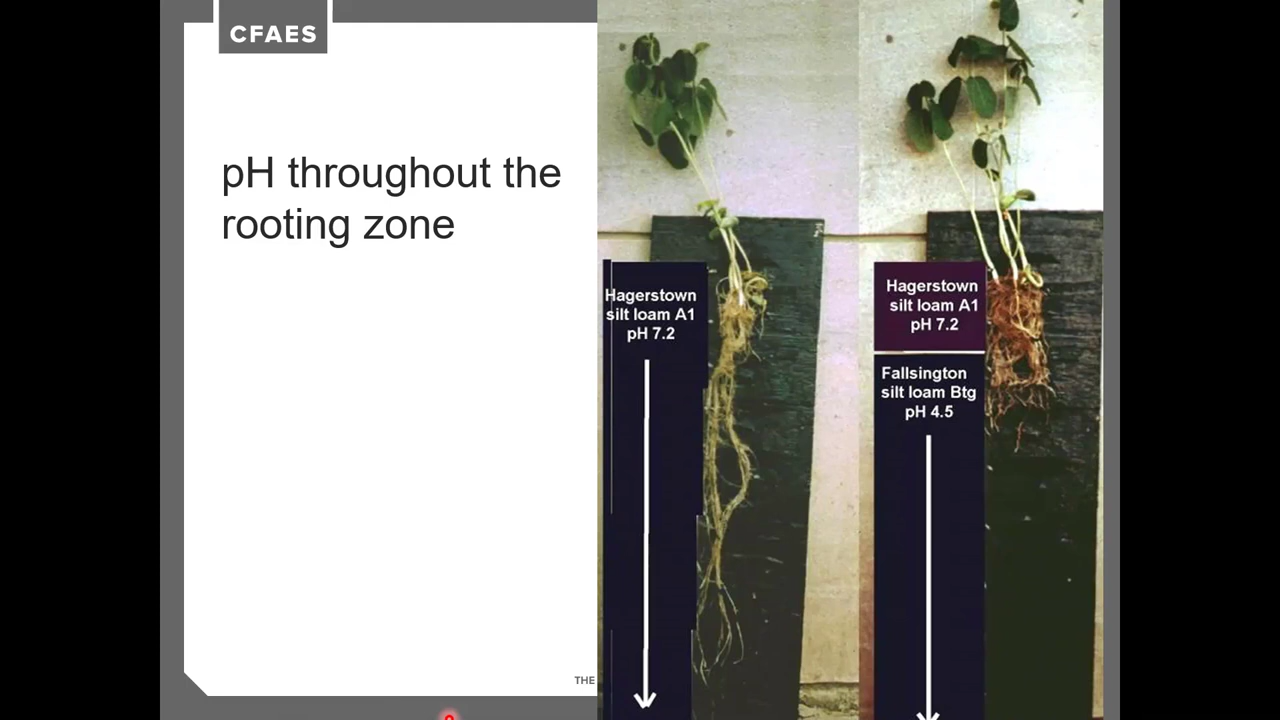 CFAES
pH throughout the
rooting zone
Hagerstown
silt loam A1
pH 7.2
Hagerstown
silt loam A1
pH 7.2
Fallsington
silt loam Btg
pH 4.5
THE